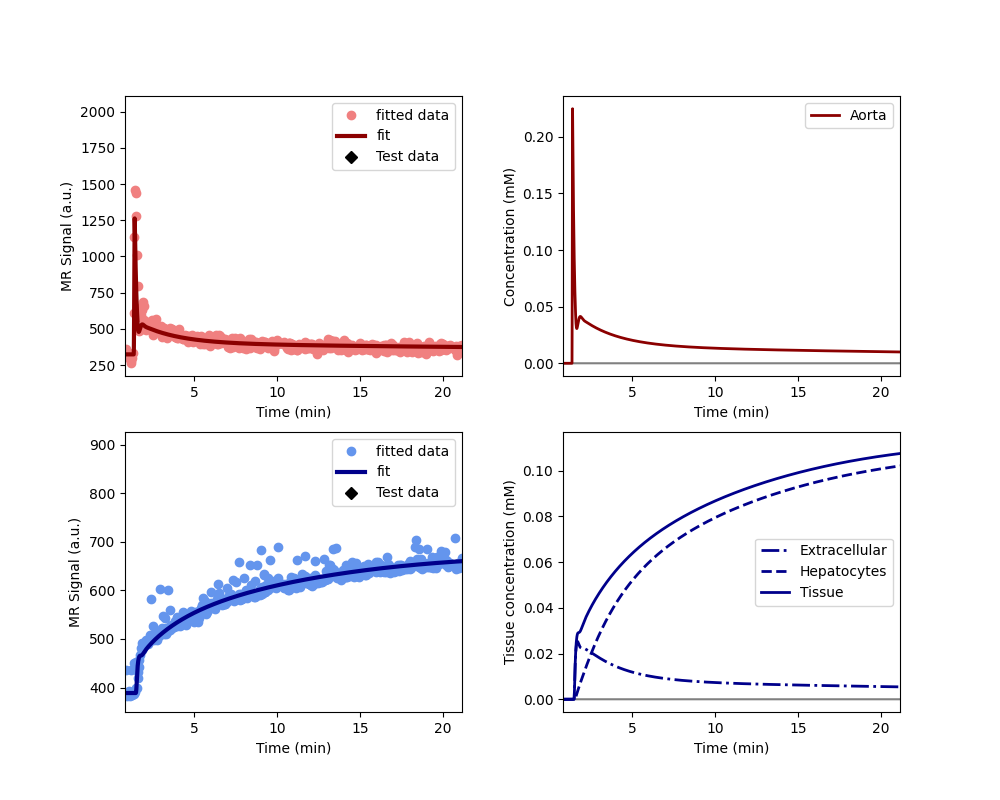 2000
1750
1500
1250
1000
750
500
250
MR Signal (a.u.)
fitted data
fit
Test data
5
10
15
20
Time (min)
0.20
0.15
0.10
0.05
0.00
Concentration (mM)
Aorta
5
10
15
20
Time (min)
900
800
700
600
500
400
MR Signal (a.u.)
fitted data
fit
Test data
5
10
15
20
Time (min)
0.10
0.08
0.06
0.04
0.02
0.00
Tissue concentration (mM)
Extracellular
Hepatocytes
Tissue
5
10
15
20
Time (min)